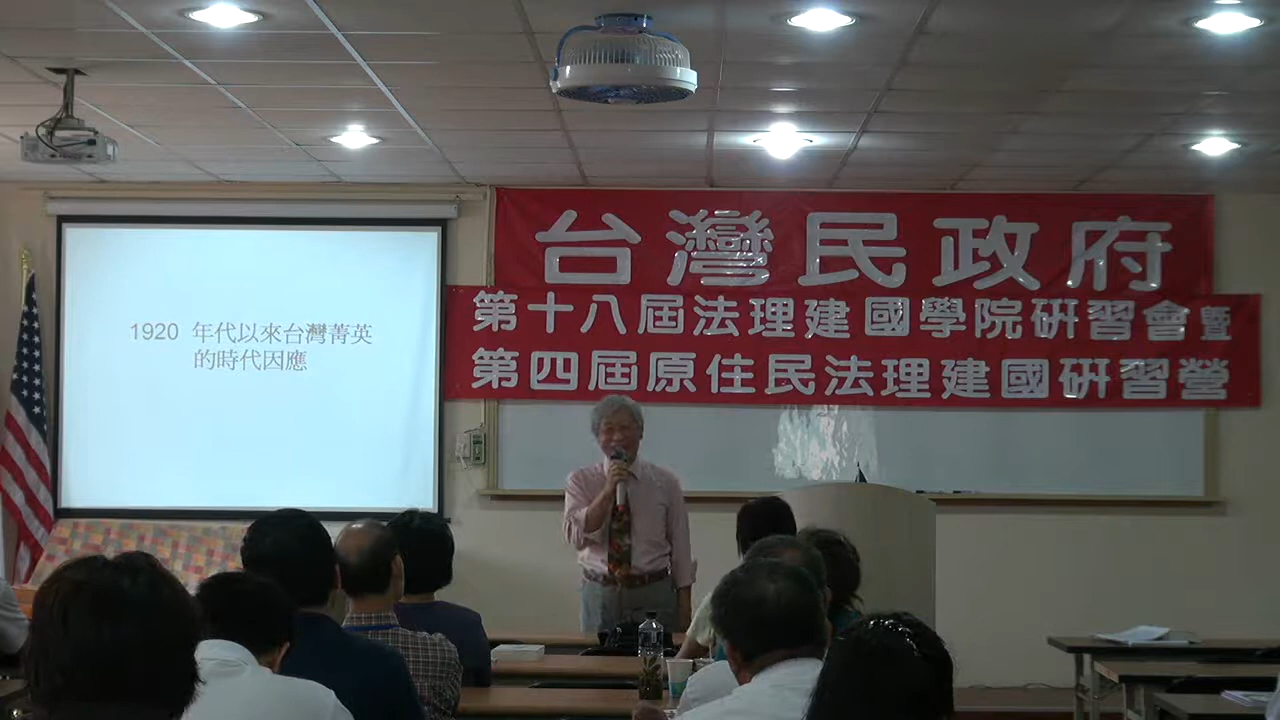 1920 年代以來台灣菁英
的時代因應
台灣民政府
第十八屆法理建國學院研習會暨
第四屆原住民法理建國研習營